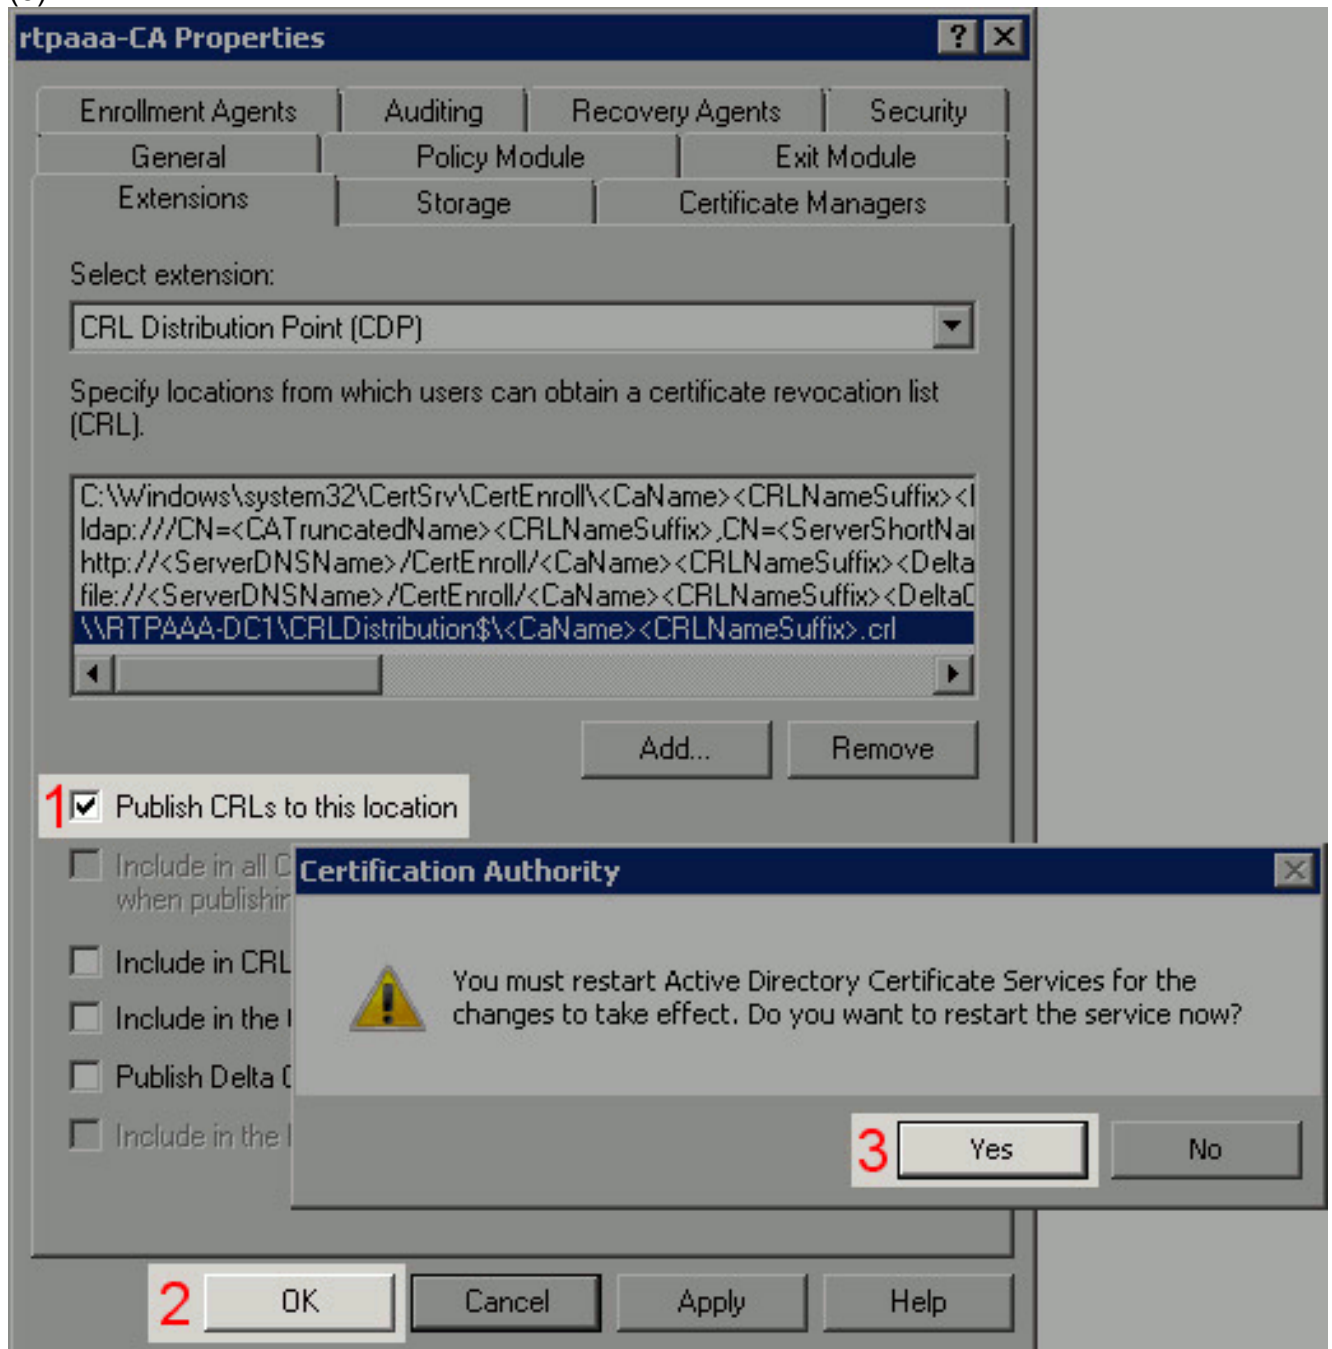 rtpaaa-CA Properties
Enrollment Agents Auditing Recovery Agents Security
General Policy Module Exit Module
Extensions Storage Certificate Managers
Select extension:
CRL Distribution Point (CDP)
Specify locations from which users can obtain a certificate revocation list
(CRL).
C:\Windows\system32\CertSrv\CertEnroll\<CaName><CRLNameSuffix><
ldap:///CN=<CATruncatedName><CRLNameSuffix>,CN=<ServerShortNa
http://<ServerDNSName>/CertEnroll/<CaName><CRLNameSuffix><Delta
file://<ServerDNSName>/CertEnroll/<CaName><CRLNameSuffix><Delta
\\RTPAAA-DC1\CRLDistribution$\<CaName><CRLNameSuffix>.crl
Add... Remove
1 Publish CRLs to this location
Include in all C
when publishin
Include in CRL
Include in the
Publish Delta C
Include in the
Certification Authority
You must restart Active Directory Certificate Services for the
changes to take effect. Do you want to restart the service now?
3 Yes No
2 OK Cancel Apply Help